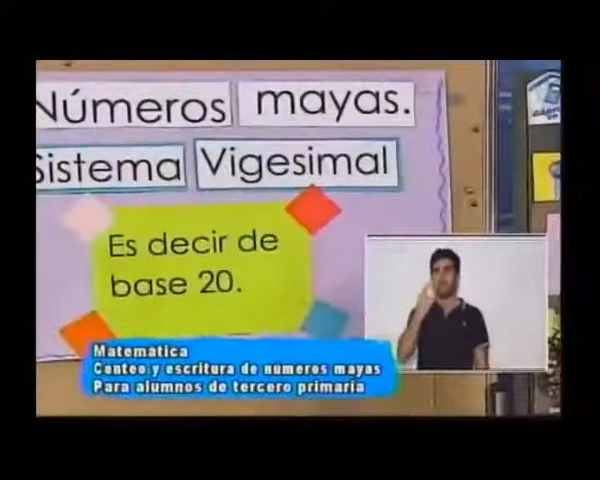 Números mayas.
Sistema Vigesimal
Es decir de
base 20.
Matemática
Conteo y escritura de números mayas
Para alumnos de tercero primaria